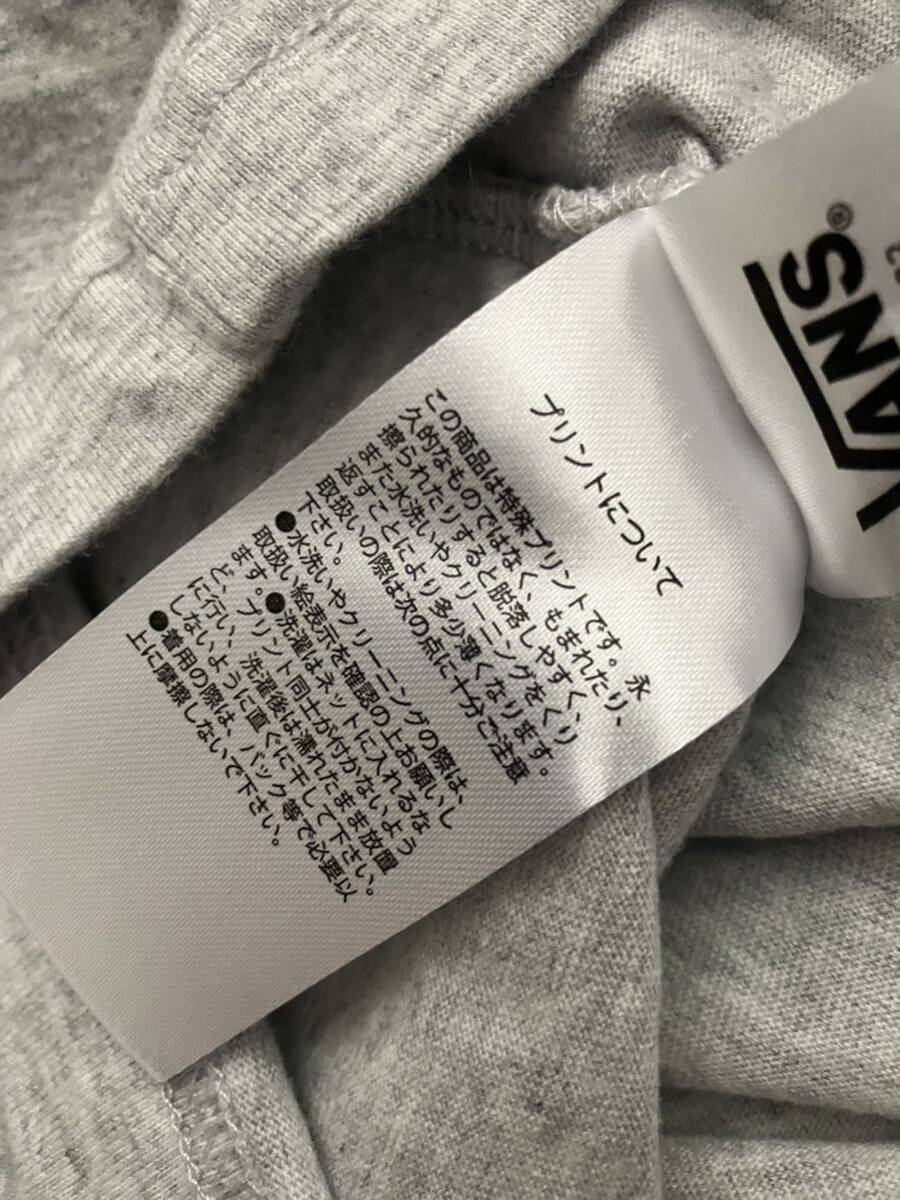 プリントについて
この商品は特殊プリントです。永
久的なものではなく、もまれたり、
擦られたりすると脱落しやすく、
また水洗いやクリーニングをくり
返すことにより多少薄くなります。
取扱いの際は次の点に十分ご注意
下さい。
●水洗いやクリーニングの際は、
取扱い絵表示を確認の上お願いし
ます。●洗濯はネットに入れるな
ど、プリント同士が付かないよう
に行い、洗濯後は濡れたまま放置
しないように直ぐに干して下さい。
●着用の際は、バック等で必要以
上に摩擦しないで下さい。
VANS®